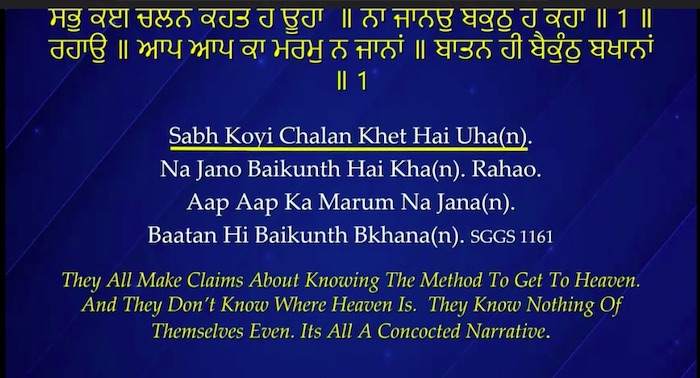 ਸਭੁ ਕੋਈ ਚਲਨ ਕਹਤ ਹੈ ਊਹਾਂ ॥ ਨਾ ਜਾਨਉ ਬੈਕੁੰਠੁ ਹੈ ਕਹਾਂ ॥ 1 ॥
ਰਹਾਉ ॥ ਆਪ ਆਪ ਕਾ ਮਰਮੁ ਨ ਜਾਨਾਂ ॥ ਬਾਤਨ ਹੀ ਬੈਕੁੰਠੁ ਬਖਾਨਾਂ
॥ 1
Sabh Koyi Chalan Khet Hai Uha(n).
Na Jano Baikunth Hai Kha(n). Rahao.
Aap Aap Ka Marum Na Jana(n).
Baatan Hi Baikunth Bkhana(n). SGGS 1161
They All Make Claims About Knowing The Method To Get To Heaven.
And They Don't Know Where Heaven Is. They Know Nothing Of
Themselves Even. Its All A Concocted Narrative.